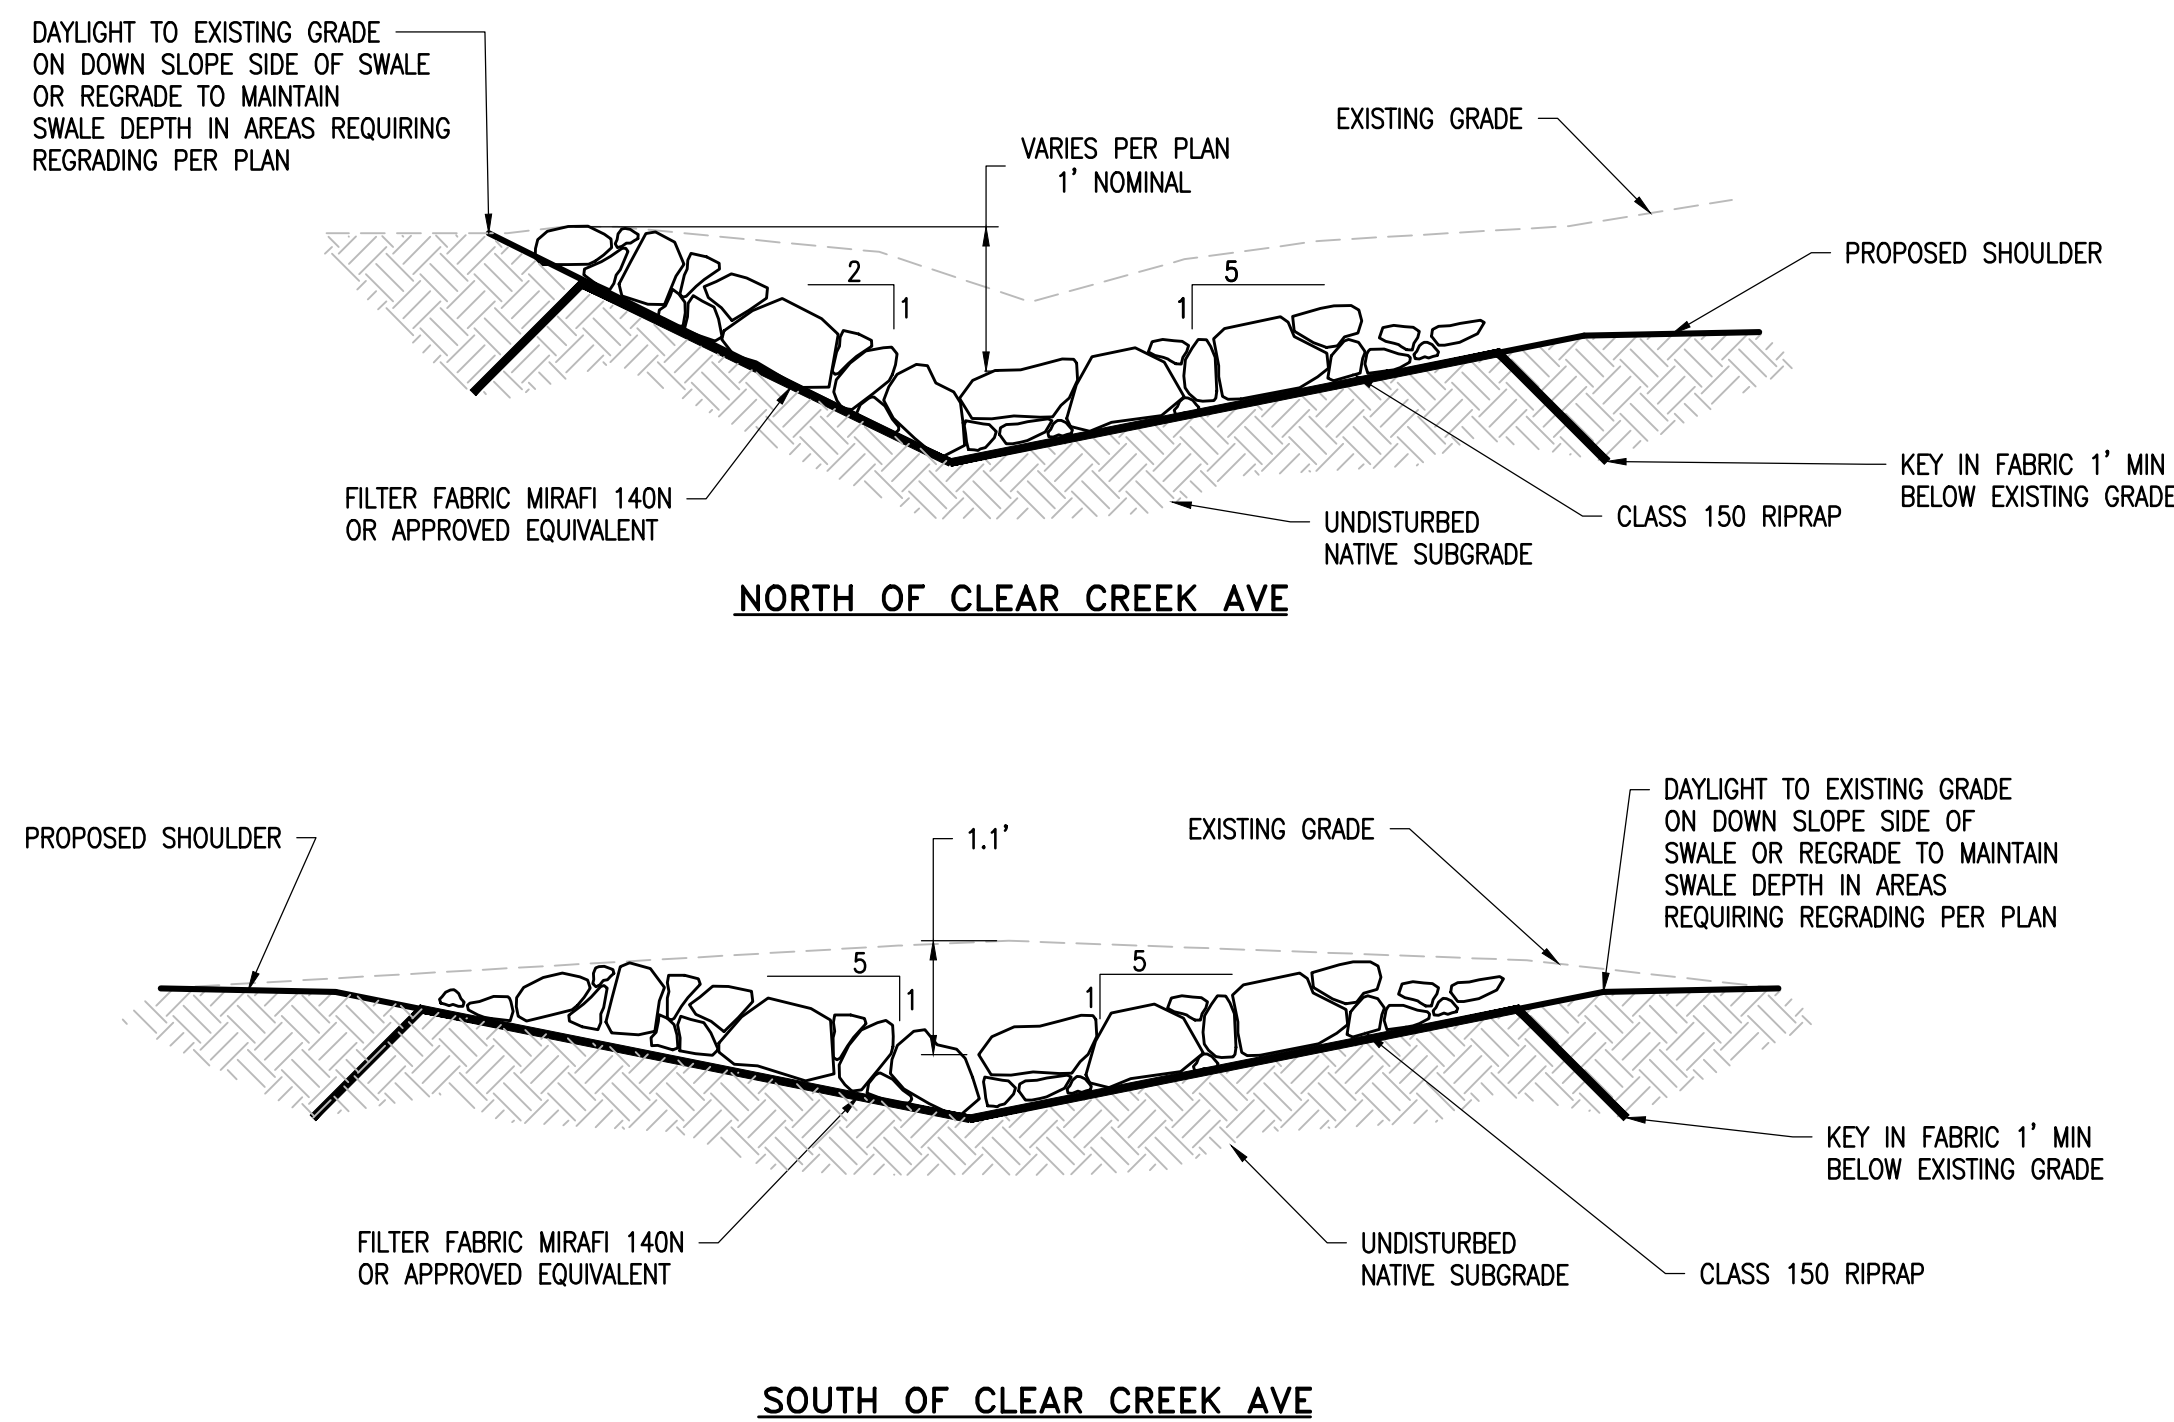 DAYLIGHT TO EXISTING GRADE
ON DOWN SLOPE SIDE OF SWALE
OR REGRADE TO MAINTAIN
SWALE DEPTH IN AREAS REQUIRING
REGRADING PER PLAN
VARIES PER PLAN
1' NOMINAL
EXISTING GRADE
PROPOSED SHOULDER
2
1
5
1
FILTER FABRIC MIRAFI 140N
OR APPROVED EQUIVALENT
UNDISTURBED
NATIVE SUBGRADE
CLASS 150 RIPRAP
KEY IN FABRIC 1' MIN
BELOW EXISTING GRADE
NORTH OF CLEAR CREEK AVE
PROPOSED SHOULDER
1.1'
EXISTING GRADE
DAYLIGHT TO EXISTING GRADE
ON DOWN SLOPE SIDE OF
SWALE OR REGRADE TO MAINTAIN
SWALE DEPTH IN AREAS
REQUIRING REGRADING PER PLAN
5
1
5
1
FILTER FABRIC MIRAFI 140N
OR APPROVED EQUIVALENT
UNDISTURBED
NATIVE SUBGRADE
CLASS 150 RIPRAP
KEY IN FABRIC 1' MIN
BELOW EXISTING GRADE
SOUTH OF CLEAR CREEK AVE